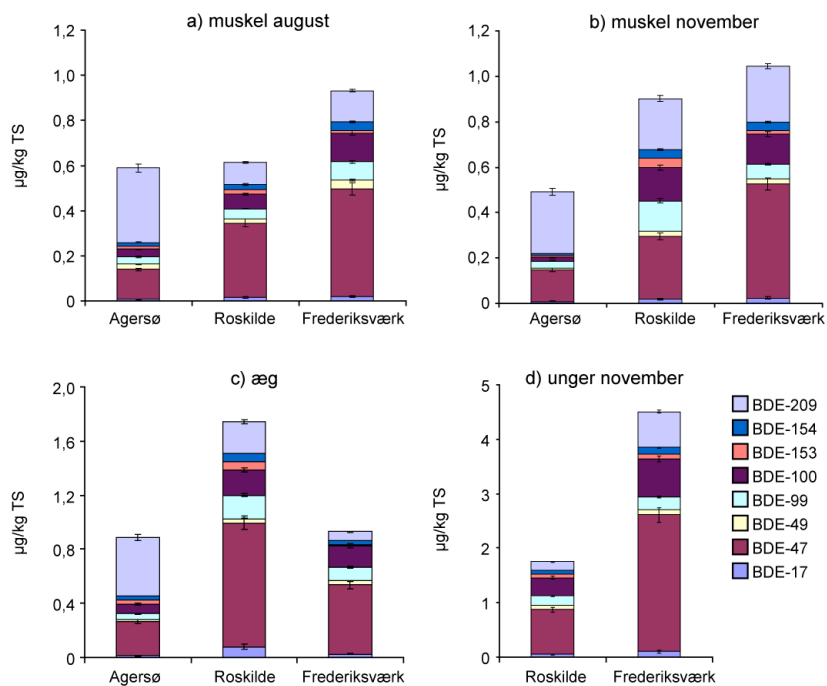 a) muskel august
1,2
1,0
0,8
0,6
0,4
0,2
0
µg/kg TS
Agersø Roskilde Frederiksværk
b) muskel november
1,2
1,0
0,8
0,6
0,4
0,2
0
µg/kg TS
Agersø Roskilde Frederiksværk
c) æg
2,0
1,6
1,2
0,8
0,4
0
µg/kg TS
Agersø Roskilde Frederiksværk
d) unger november
5
4
3
2
1
0
µg/kg TS
Roskilde Frederiksværk
BDE-209
BDE-154
BDE-153
BDE-100
BDE-99
BDE-49
BDE-47
BDE-17